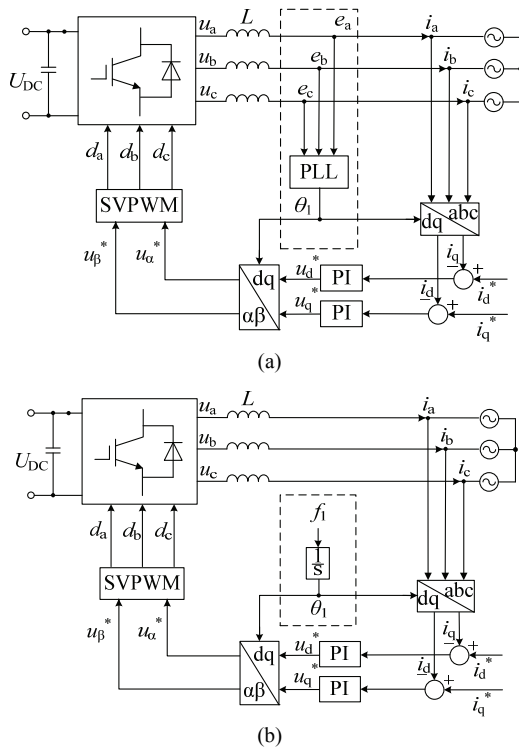 u_a L e_a i_a
U_DC u_b e_b i_b
u_c e_c i_c
d_a d_b d_c
PLL
SVPWM θ_1 dq abc
u_β* u_α* i_q
dq u_d* PI − + i_d*
αβ u_q* PI i_d − + i_q*
(a)
u_a L i_a
U_DC u_b i_b
u_c i_c
d_a d_b d_c f_1
1/s
SVPWM θ_1 dq abc
u_β* u_α* i_q
dq u_d* PI − + i_d*
αβ u_q* PI i_d − + i_q*
(b)